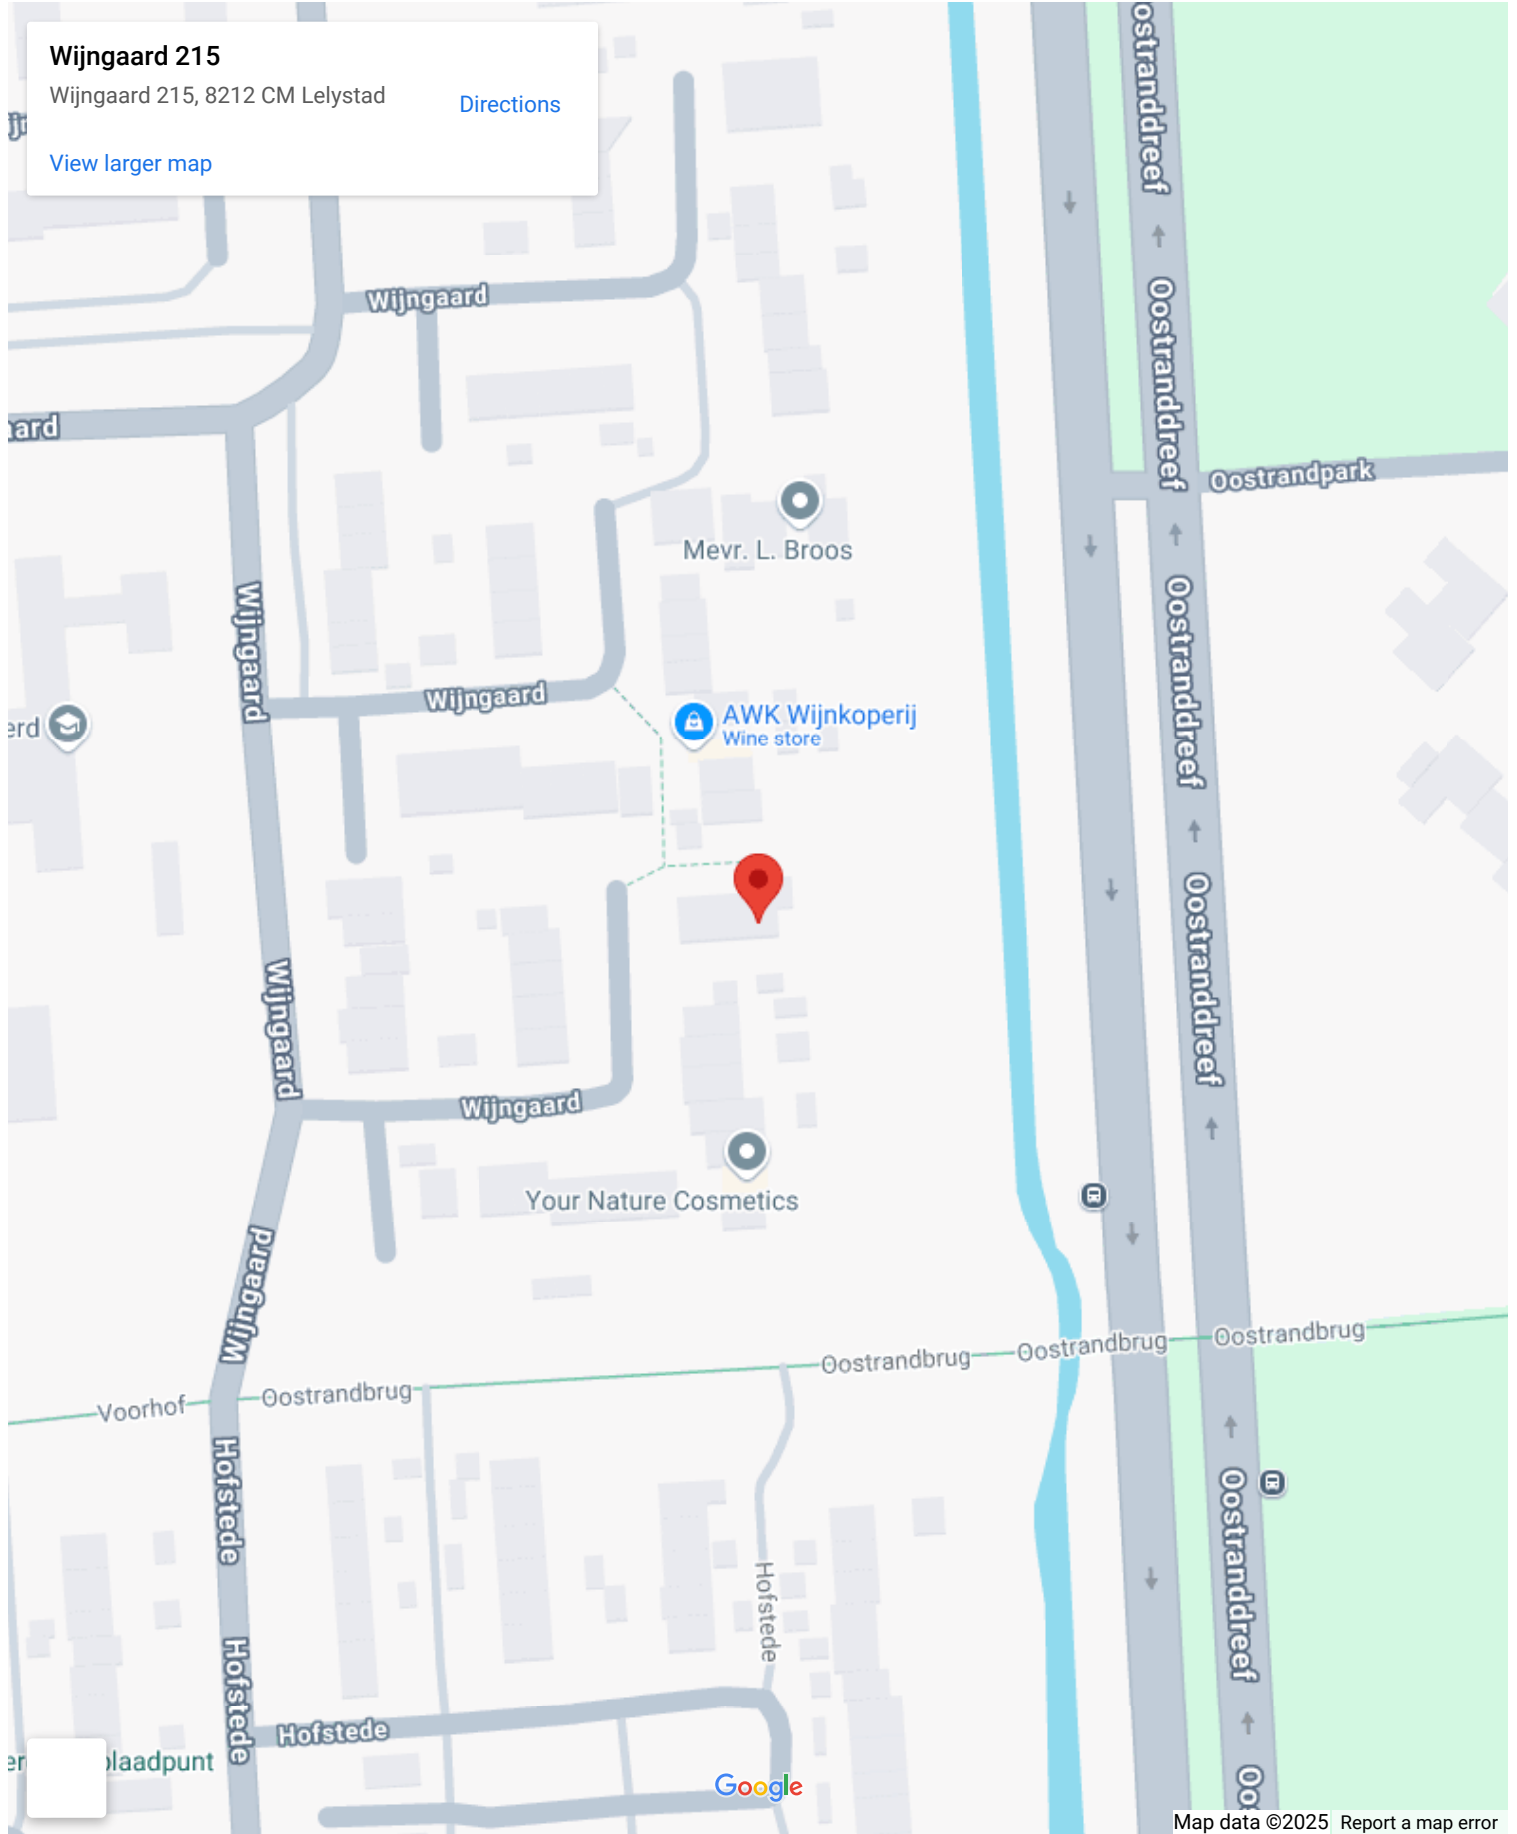 Wijngaard 215
Wijngaard 215, 8212 CM Lelystad
Directions
View larger map
Oostranddreef
Wijngaard
Oostranddreef
Oostrandpark
Mevr. L. Broos
Wijngaard
Wijngaard
Oostranddreef
AWK Wijnkoperij
Wine store
Wijngaard
Oostranddreef
Wijngaard
Your Nature Cosmetics
Wijngaard
Oostrandbrug
Oostrandbrug
Oostrandbrug
Oostrandbrug
Voorhof
Hofstede
Oostranddreef
Hofstede
Hofstede
Hofstede
Google
Map data ©2025
Report a map error